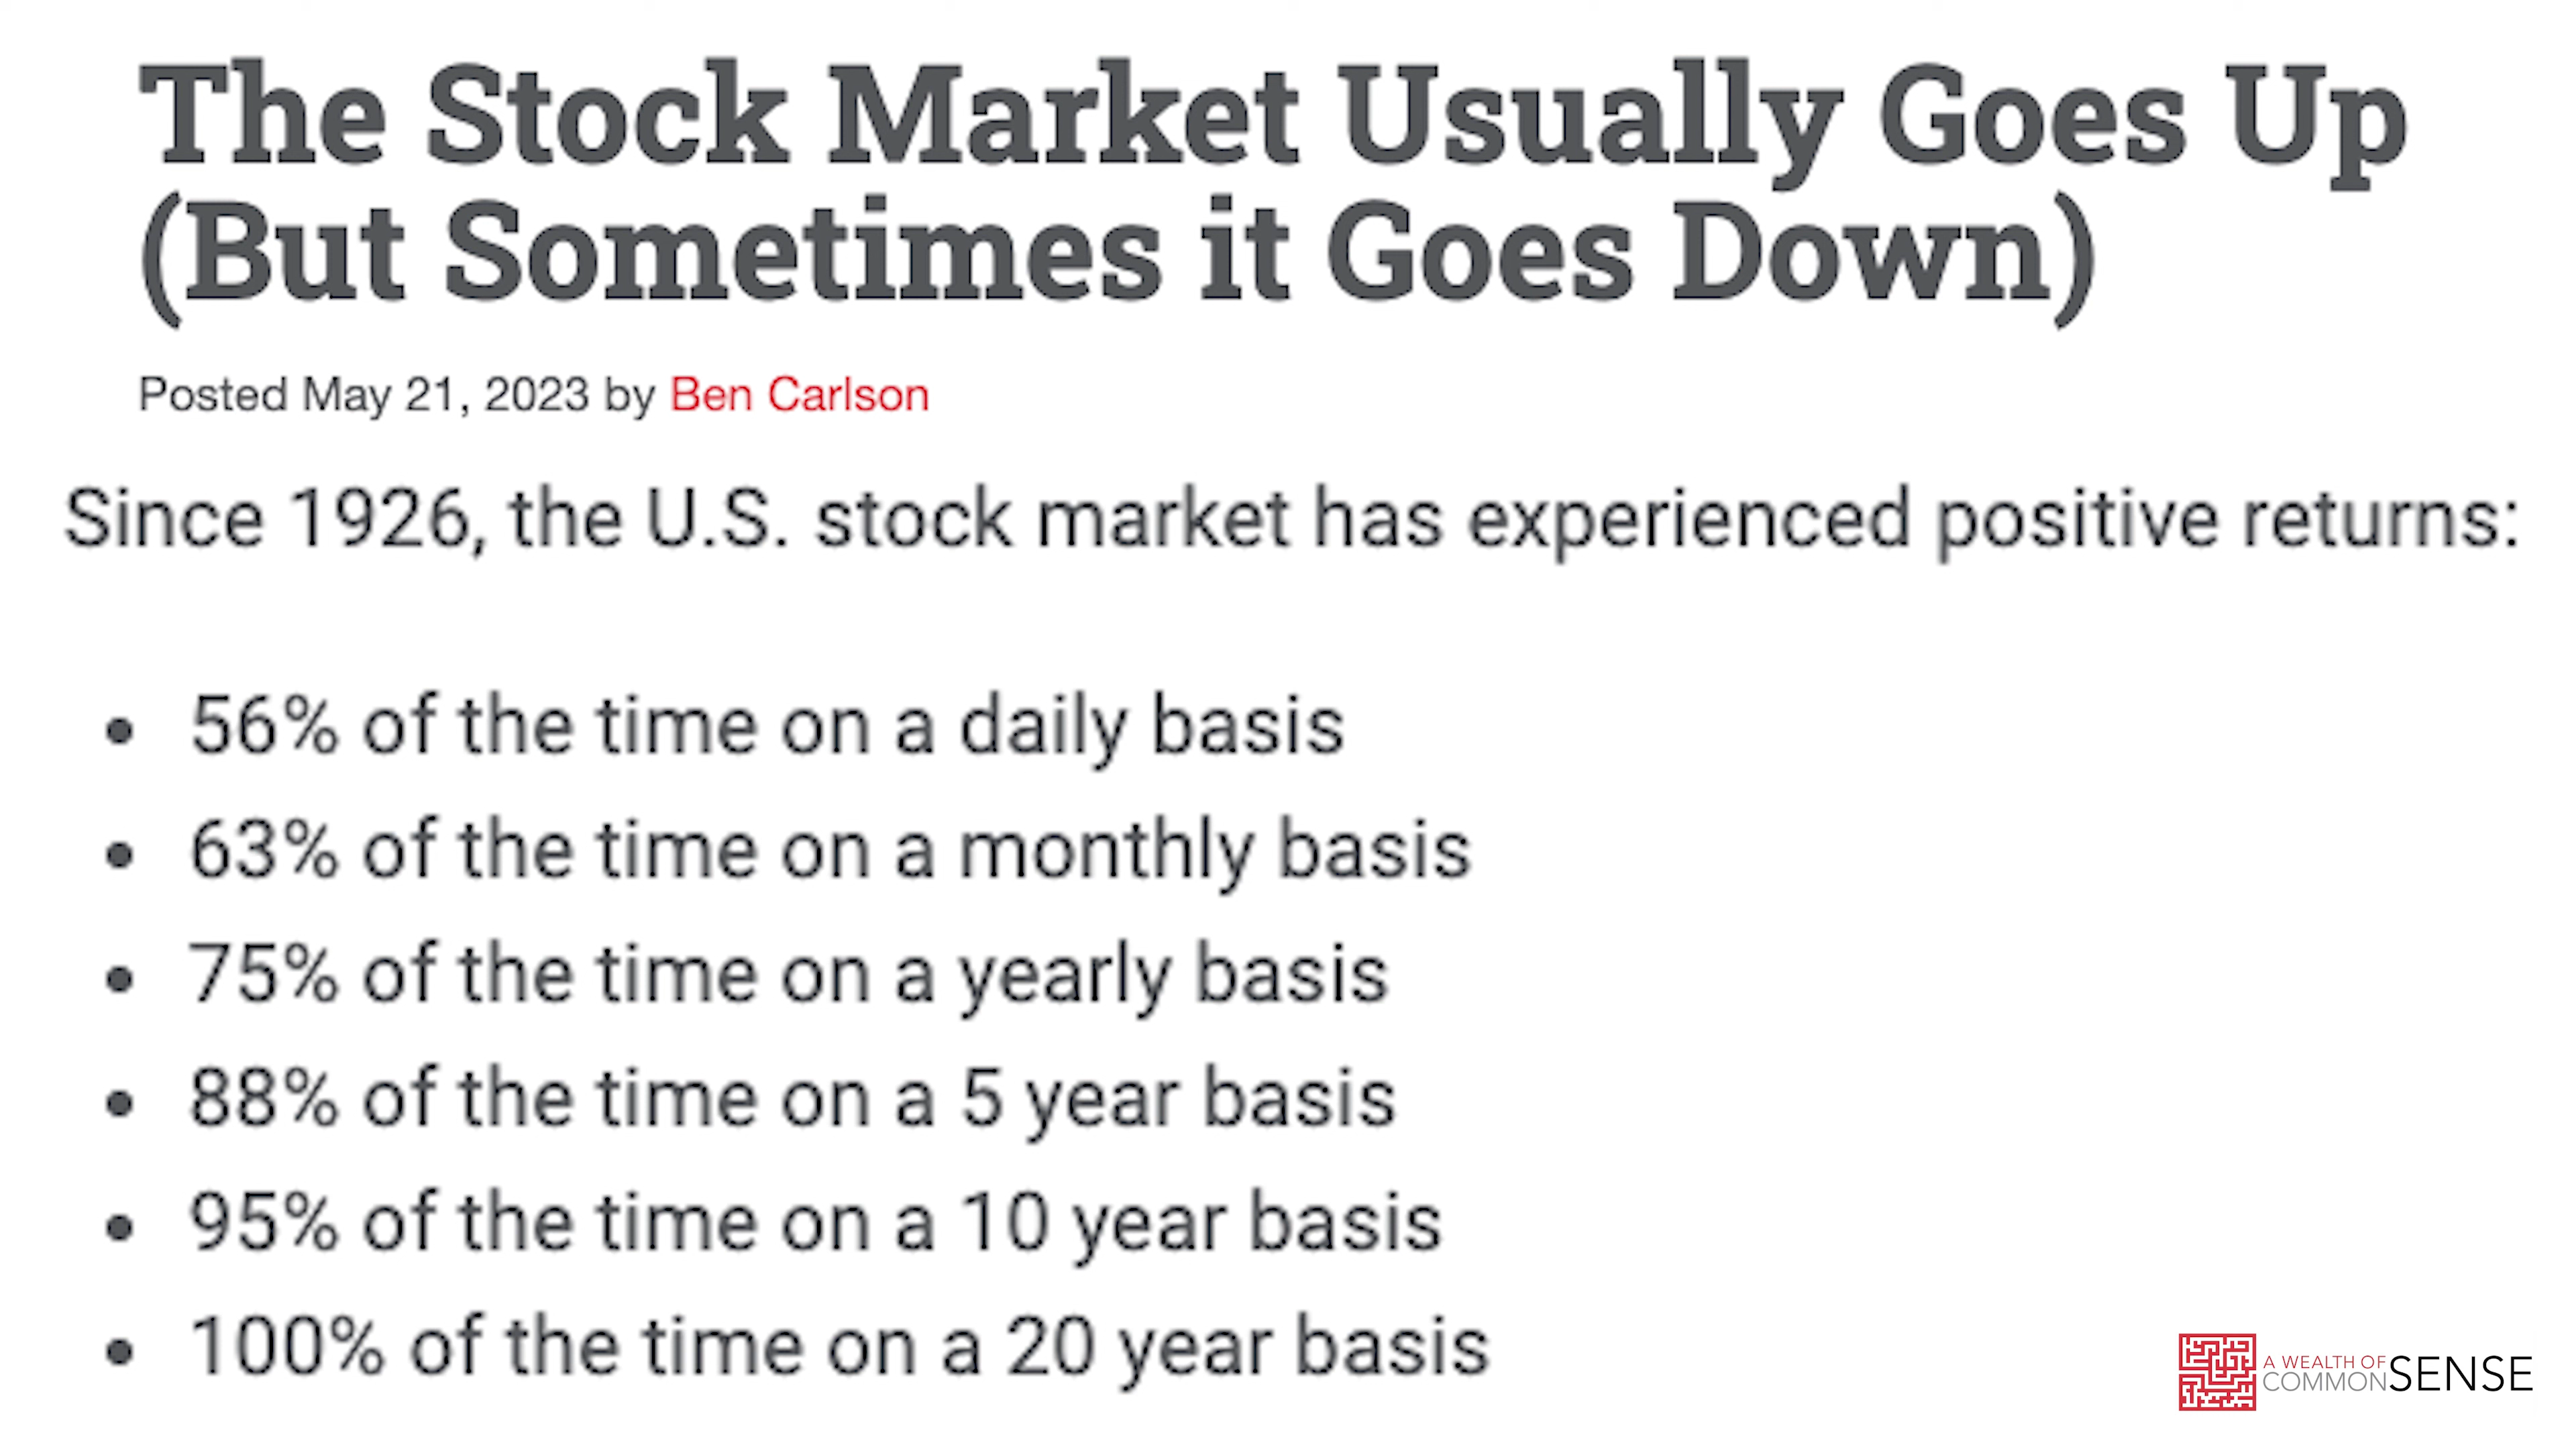 The Stock Market Usually Goes Up
(But Sometimes it Goes Down)
Posted May 21, 2023 by Ben Carlson
Since 1926, the U.S. stock market has experienced positive returns:
• 56% of the time on a daily basis
• 63% of the time on a monthly basis
• 75% of the time on a yearly basis
• 88% of the time on a 5 year basis
• 95% of the time on a 10 year basis
• 100% of the time on a 20 year basis
A WEALTH OF
COMMONSENSE